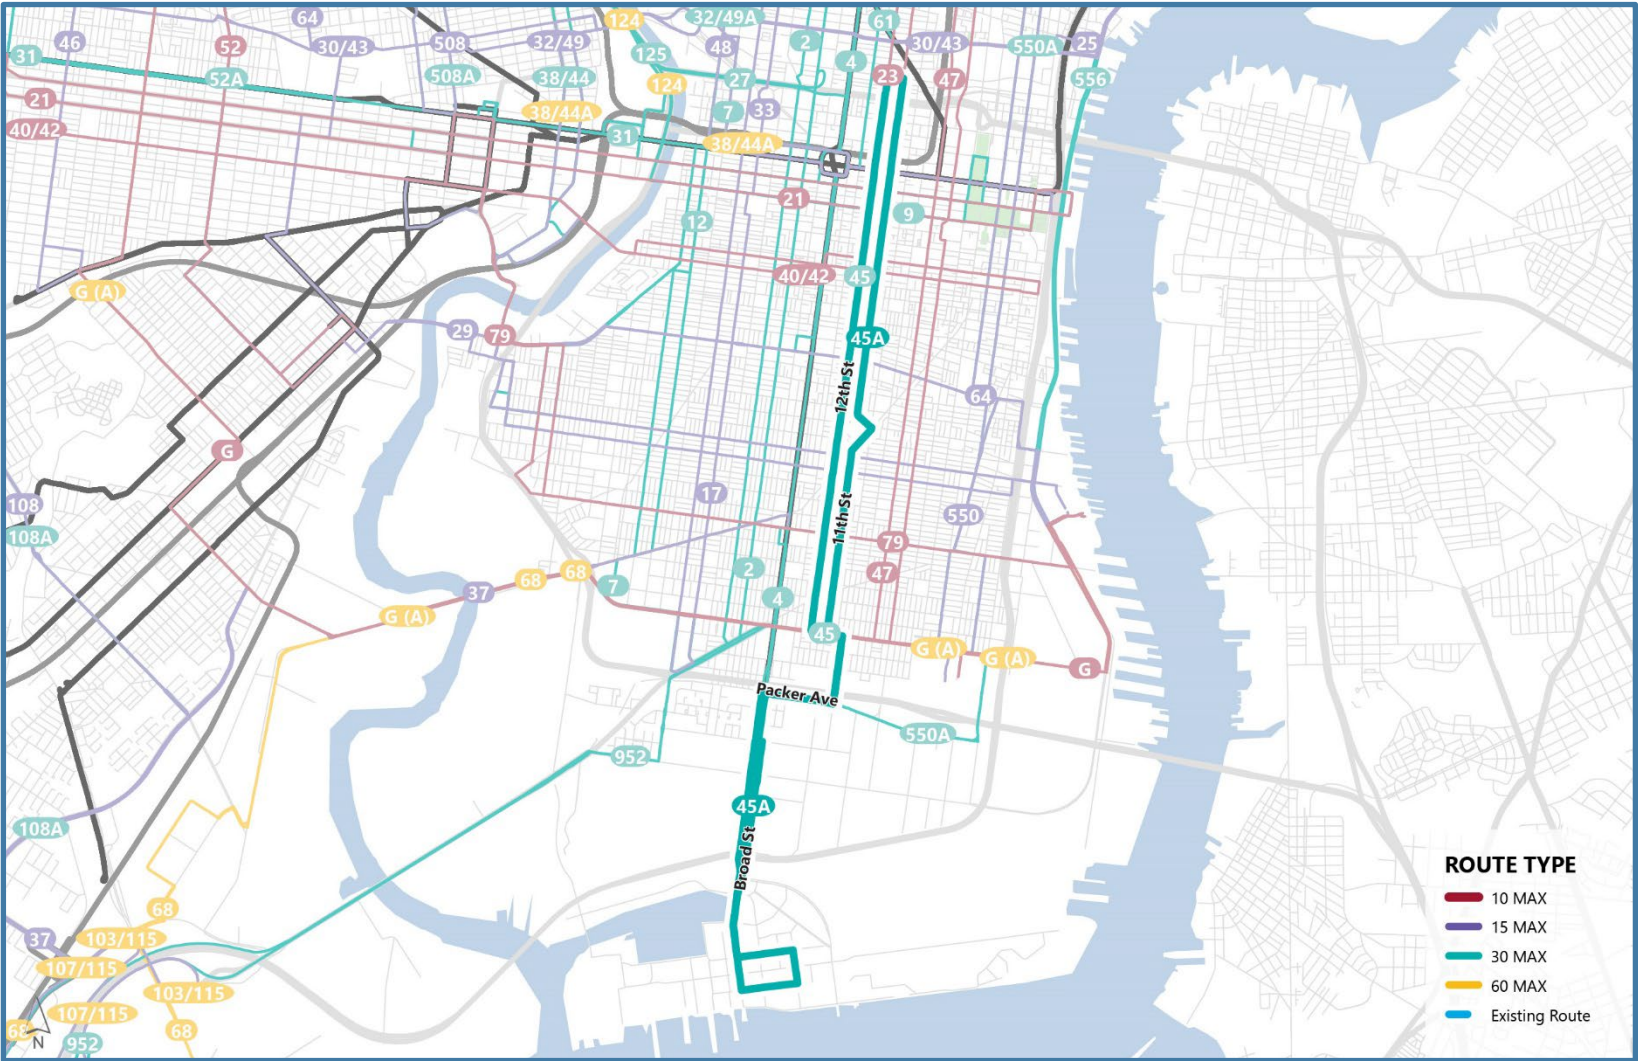 64
61
124
32/49A
46
52
30/43
508
32/49
48
2
4
30/43
550A
25
31
52A
508A
38/44
125
124
27
23
47
556
21
38/44A
7
33
40/42
31
38/44A
21
12
9
40/42
45
G (A)
29
79
45A
12th St
64
G
17
11th St
550
108
108A
79
47
2
68
68
37
7
4
G (A)
45
G (A)
G (A)
G
Packer Ave
550A
952
45A
108A
Broad St
68
37
103/115
107/115
103/115
107/115
68
68
952
N
ROUTE TYPE
10 MAX
15 MAX
30 MAX
60 MAX
Existing Route